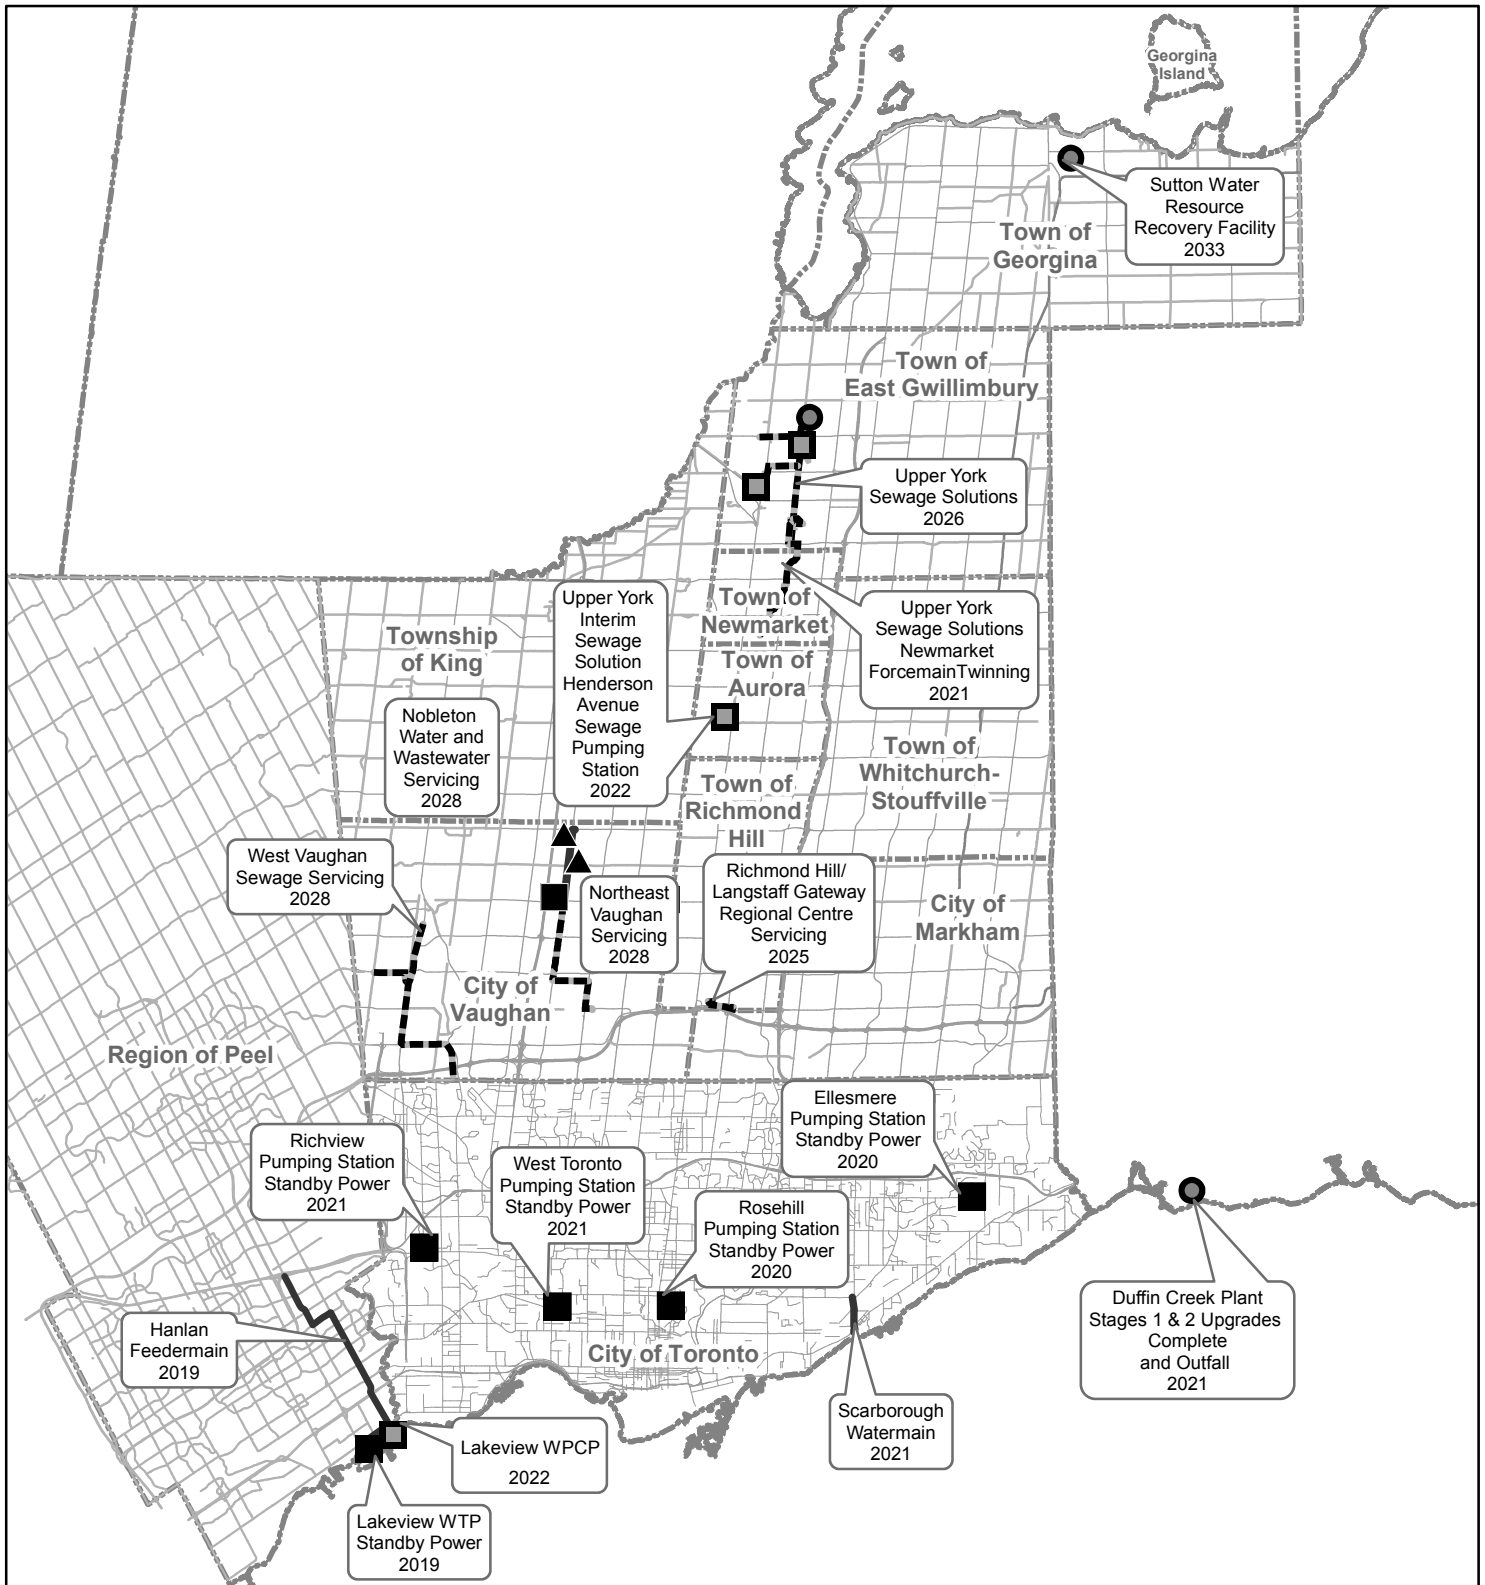 Georgina
Island
Sutton Water
Resource
Recovery Facility
2033
Town of
Georgina
Town of
East Gwillimbury
Upper York
Sewage Solutions
2026
Upper York
Sewage Solutions
Newmarket
ForcemainTwinning
2021
Town of
Newmarket
Upper York
Interim
Sewage
Solution
Henderson
Avenue
Sewage
Pumping
Station
2022
Township
of King
Town of
Aurora
Nobleton
Water and
Wastewater
Servicing
2028
Town of
Whitchurch-
Stouffville
Town of
Richmond
Hill
West Vaughan
Sewage Servicing
2028
Northeast
Vaughan
Servicing
2028
Richmond Hill/
Langstaff Gateway
Regional Centre
Servicing
2025
City of
Markham
City of
Vaughan
Region of Peel
Ellesmere
Pumping Station
Standby Power
2020
Richview
Pumping Station
Standby Power
2021
West Toronto
Pumping Station
Standby Power
2021
Rosehill
Pumping Station
Standby Power
2020
Duffin Creek Plant
Stages 1 & 2 Upgrades
Complete
and Outfall
2021
Hanlan
Feedermain
2019
City of Toronto
Scarborough
Watermain
2021
Lakeview WPCP
2022
Lakeview WTP
Standby Power
2019